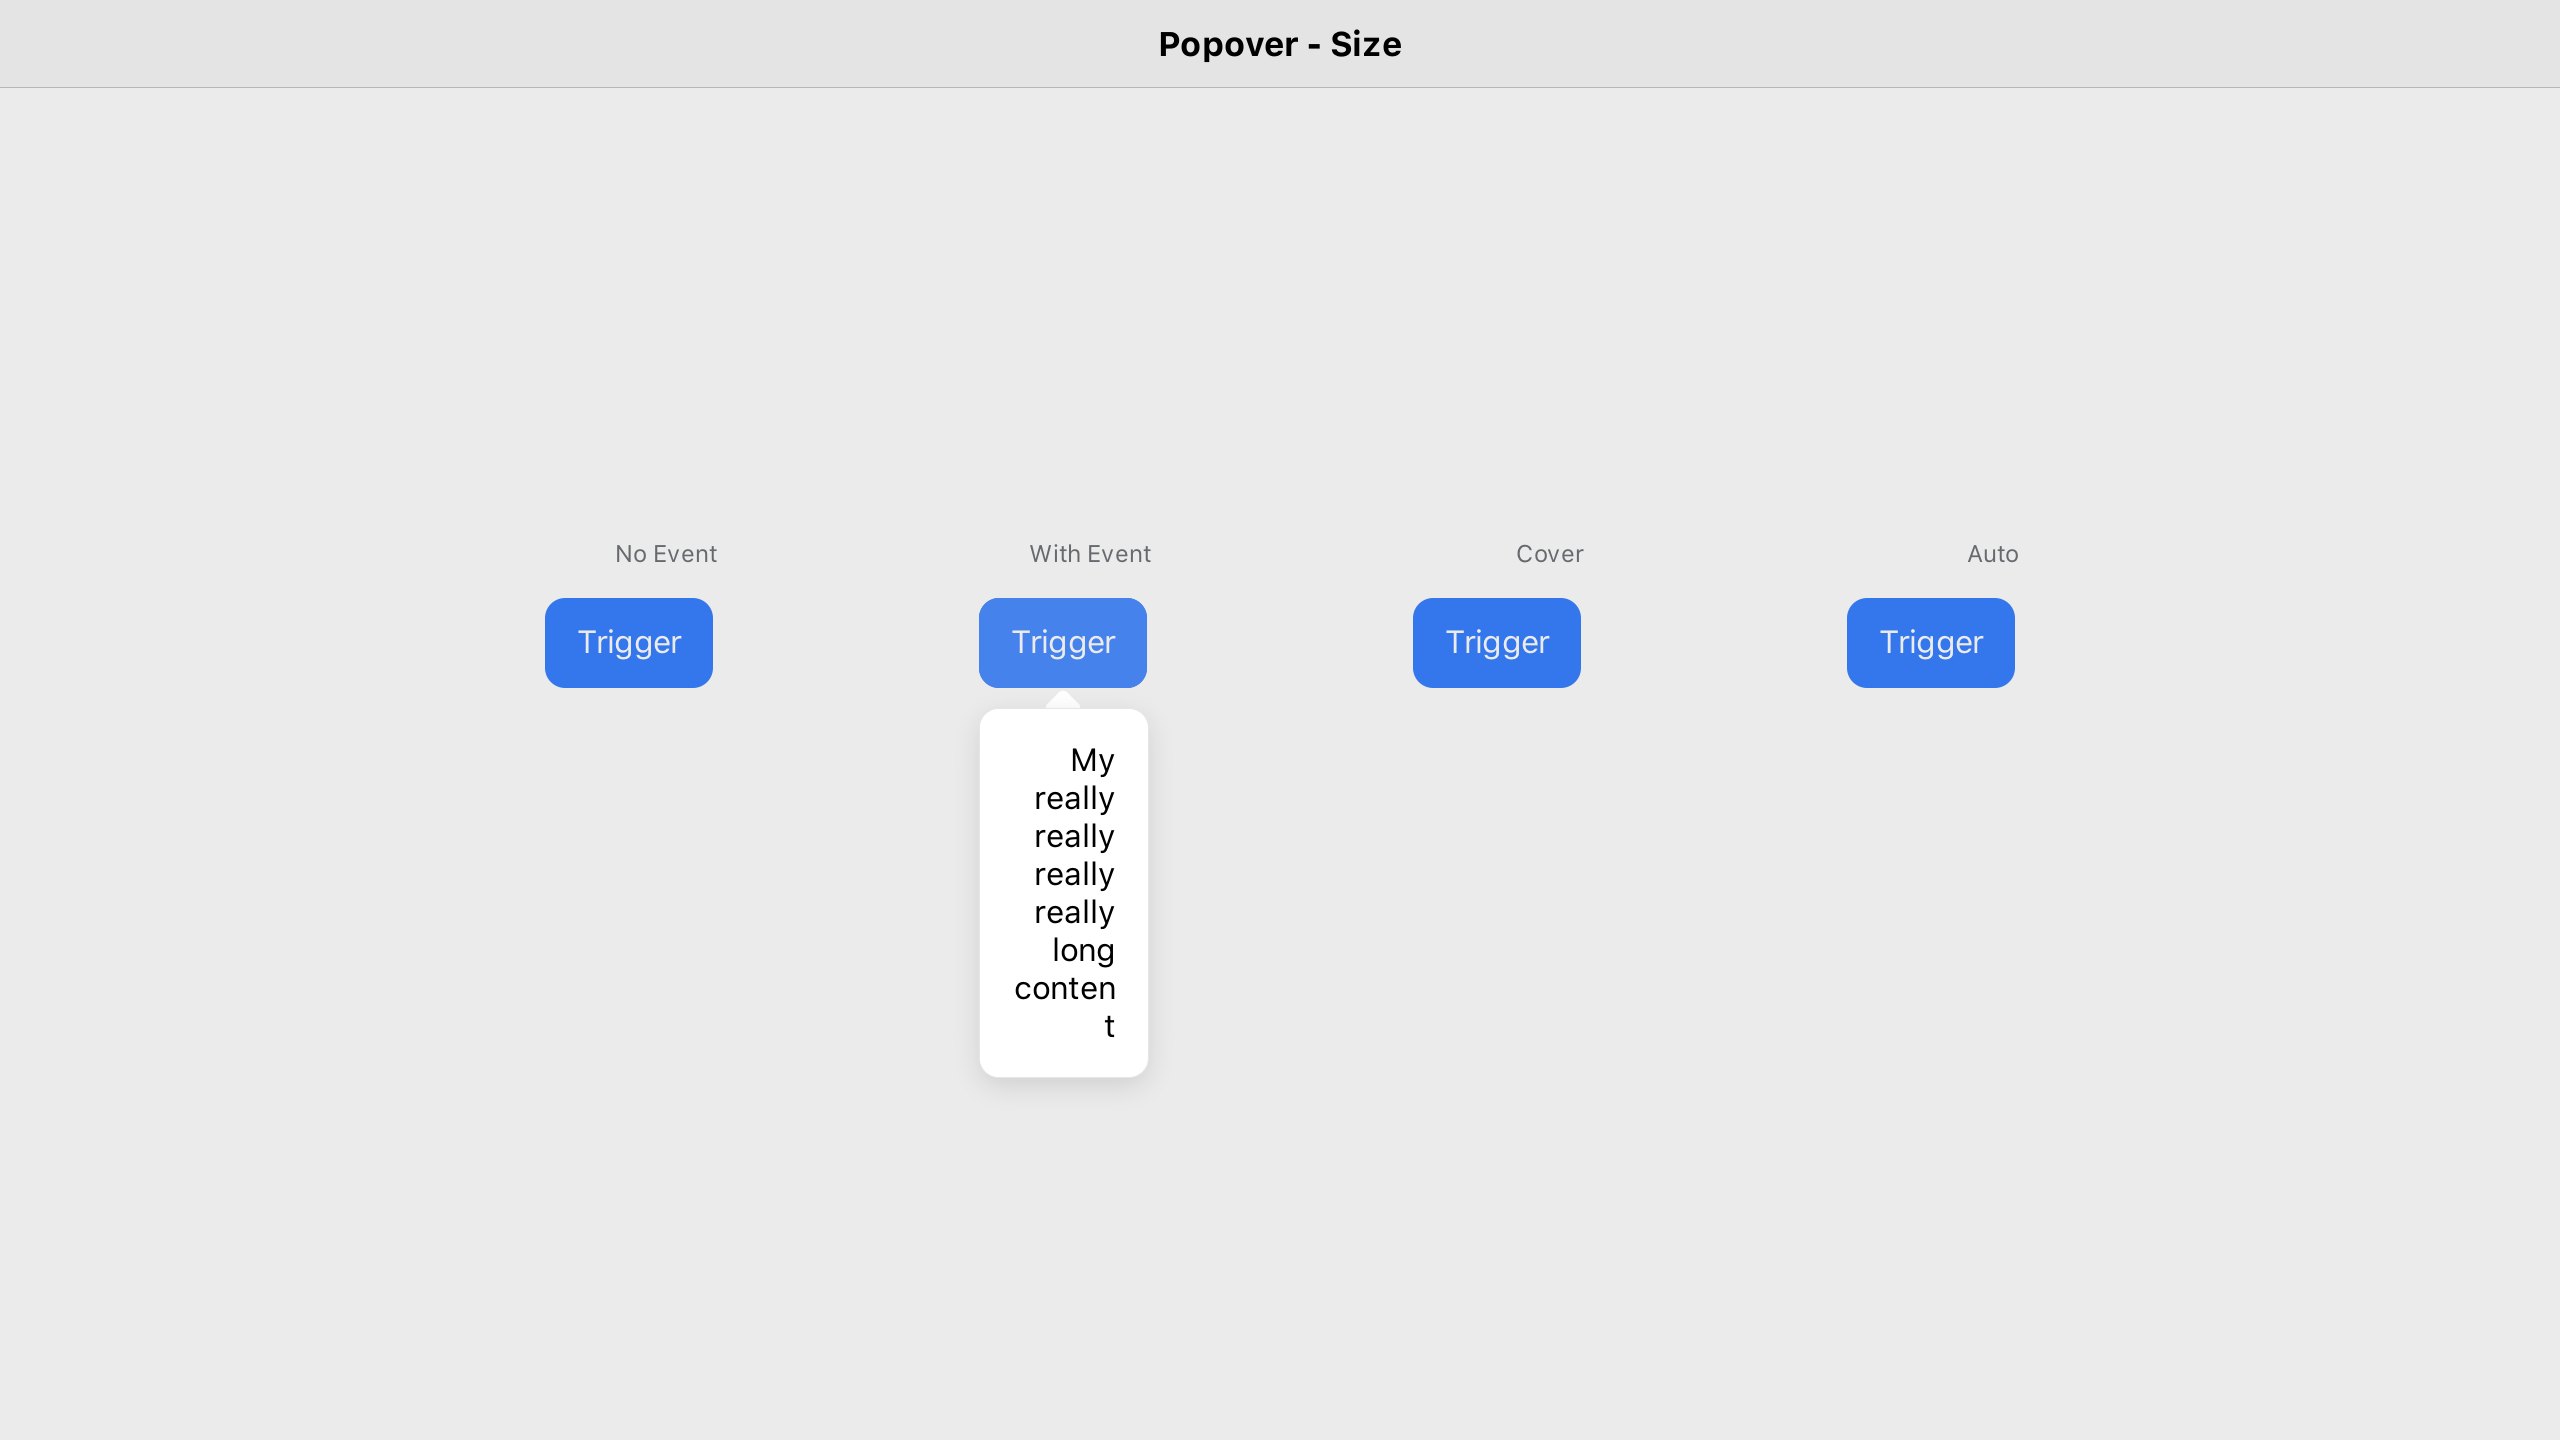 Popover - Size
No Event
With Event
Cover
Auto
Trigger
Trigger
Trigger
Trigger
My
really
really
really
really
long
conten
t